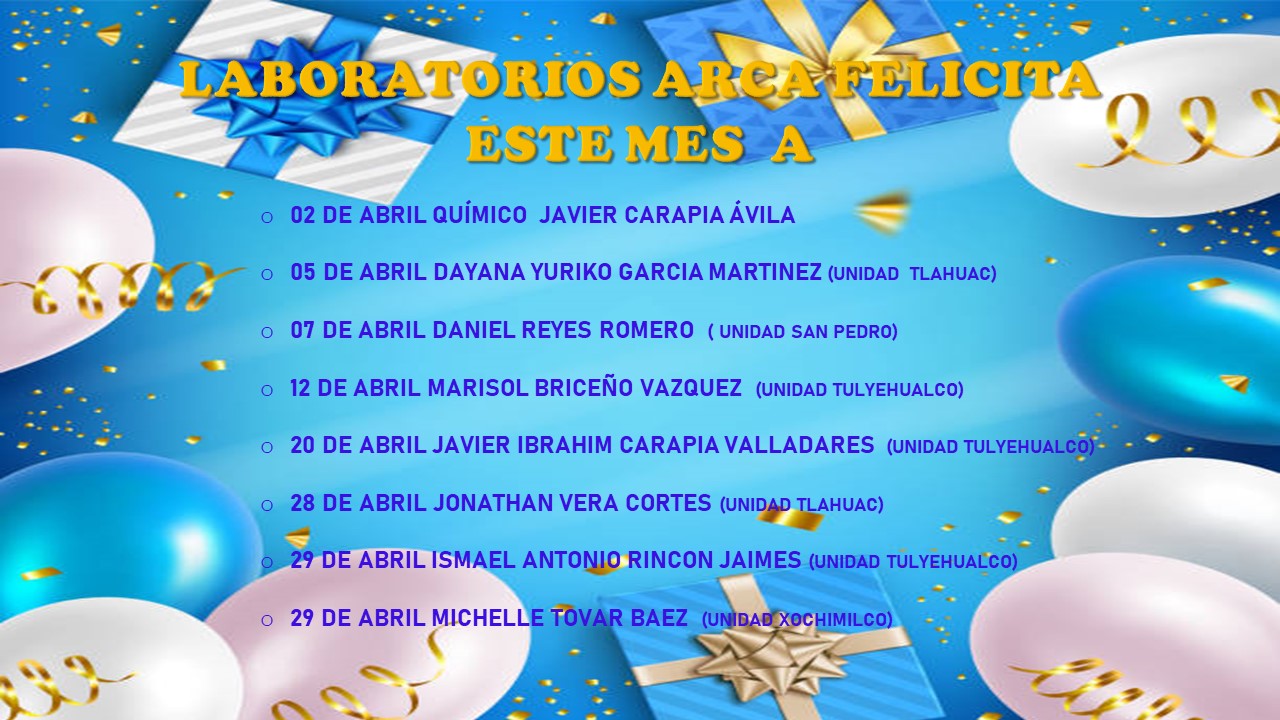 LABORATORIOS ARCA FELICITA
ESTE MES A
o 02 DE ABRIL QUÍMICO JAVIER CARAPIA ÁVILA
o 05 DE ABRIL DAYANA YURIKO GARCIA MARTINEZ (UNIDAD TLAHUAC)
o 07 DE ABRIL DANIEL REYES ROMERO ( UNIDAD SAN PEDRO)
o 12 DE ABRIL MARISOL BRICEÑO VAZQUEZ (UNIDAD TULYEHUALCO)
o 20 DE ABRIL JAVIER IBRAHIM CARAPIA VALLADARES (UNIDAD TULYEHUALCO)
o 28 DE ABRIL JONATHAN VERA CORTES (UNIDAD TLAHUAC)
o 29 DE ABRIL ISMAEL ANTONIO RINCON JAIMES (UNIDAD TULYEHUALCO)
o 29 DE ABRIL MICHELLE TOVAR BAEZ (UNIDAD XOCHIMILCO)